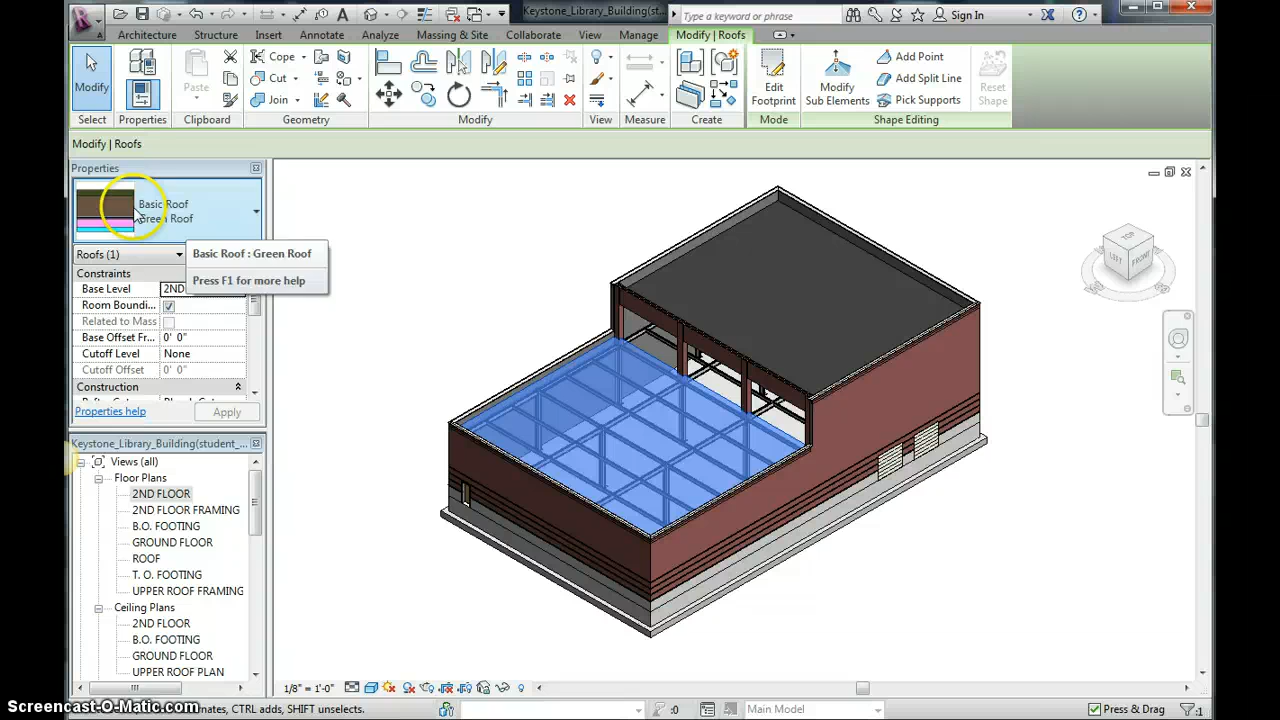 Keystone_Library_Building(st...
Type a keyword or phrase
Sign In
Architecture Structure Insert Annotate Analyze Massing & Site Collaborate View Manage Modify | Roofs
Modify
Paste
Cope
Cut
Join
Edit Footprint
Modify Sub Elements
Add Point
Add Split Line
Pick Supports
Reset Shape
Select Properties Clipboard Geometry Modify View Measure Create Mode Shape Editing
Modify | Roofs
Properties
Basic Roof
Green Roof
Basic Roof : Green Roof
Press F1 for more help
Roofs (1)
Constraints
Base Level 2ND
Room Boundi...
Related to Mass
Base Offset Fr... 0' 0"
Cutoff Level None
Cutoff Offset 0' 0"
Construction
Properties help Apply
Keystone_Library_Building(student_...
Views (all)
Floor Plans
2ND FLOOR
2ND FLOOR FRAMING
B.O. FOOTING
GROUND FLOOR
ROOF
T. O. FOOTING
UPPER ROOF FRAMING
Ceiling Plans
2ND FLOOR
B.O. FOOTING
GROUND FLOOR
UPPER ROOF PLAN
TOP
LEFT
FRONT
1/8" = 1'-0"
Screencast-O-Matic.com
nates, CTRL adds, SHIFT unselects.
:0
Main Model
Press & Drag
:1